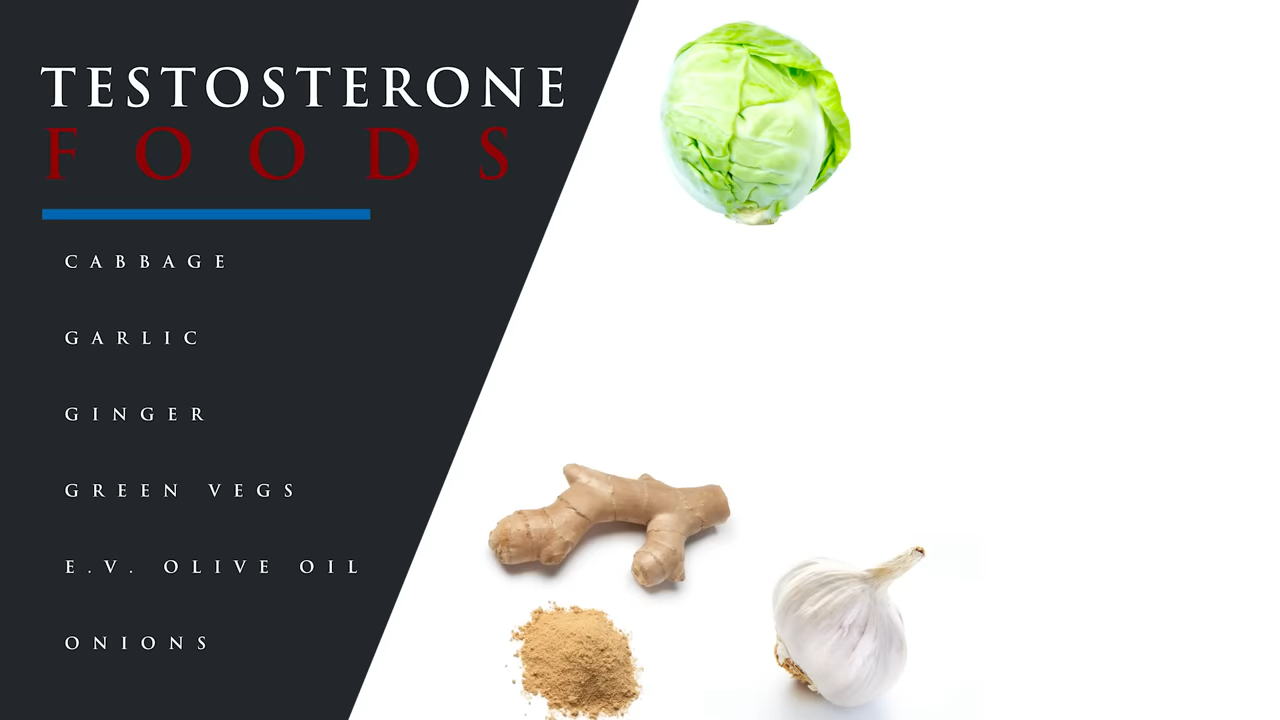 TESTOSTERONE
FOODS
CABBAGE
GARLIC
GINGER
GREEN VEGS
E.V. OLIVE OIL
ONIONS